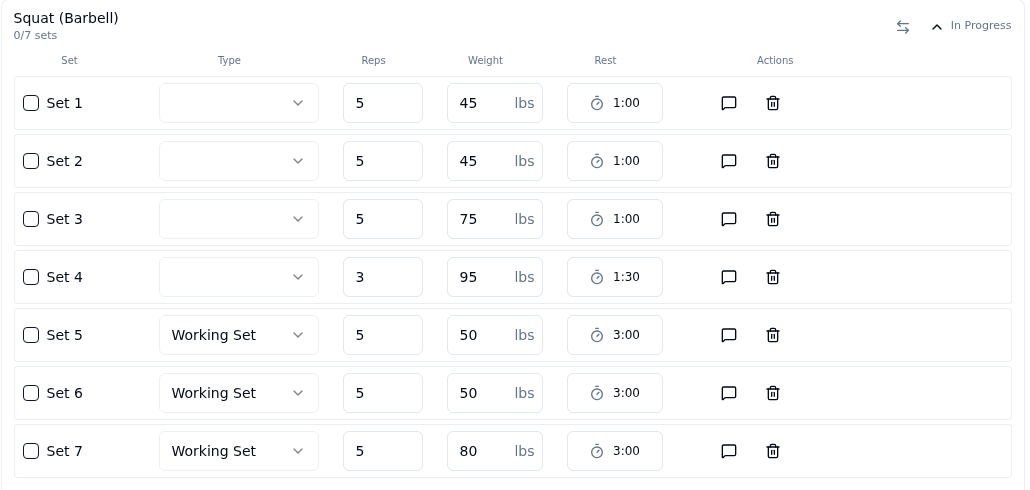 Squat (Barbell)
0/7 sets
In Progress
Set Type Reps Weight Rest Actions
Set 1 5 45 lbs 1:00
Set 2 5 45 lbs 1:00
Set 3 5 75 lbs 1:00
Set 4 3 95 lbs 1:30
Set 5 Working Set 5 50 lbs 3:00
Set 6 Working Set 5 50 lbs 3:00
Set 7 Working Set 5 80 lbs 3:00